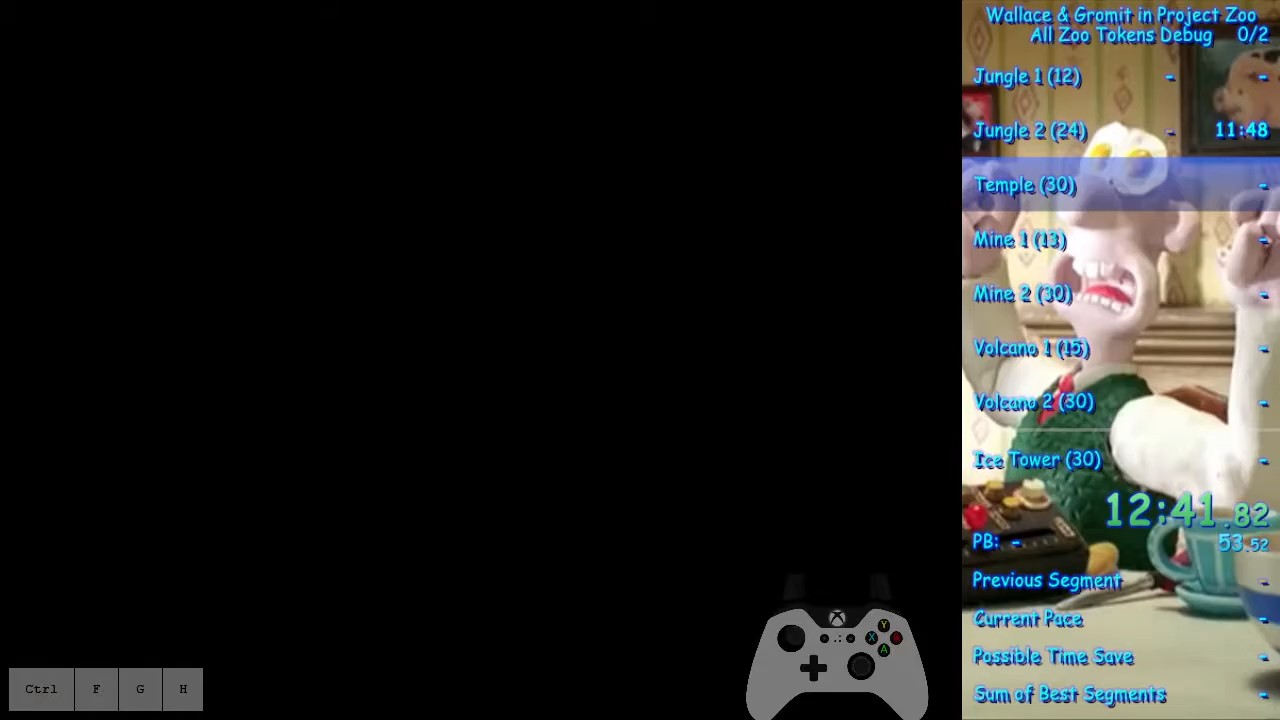 Wallace & Gromit in Project Zoo
All Zoo Tokens Debug 0/2
Jungle 1 (12) - -
Jungle 2 (24) - 11:48
Temple (30) -
Mine 1 (13) -
Mine 2 (30) -
Volcano 1 (15) -
Volcano 2 (30) -
Ice Tower (30) -
12:41.82
PB: - 53.52
Previous Segment -
Current Pace -
Possible Time Save -
Sum of Best Segments -
Y
X B
A
Ctrl F G H